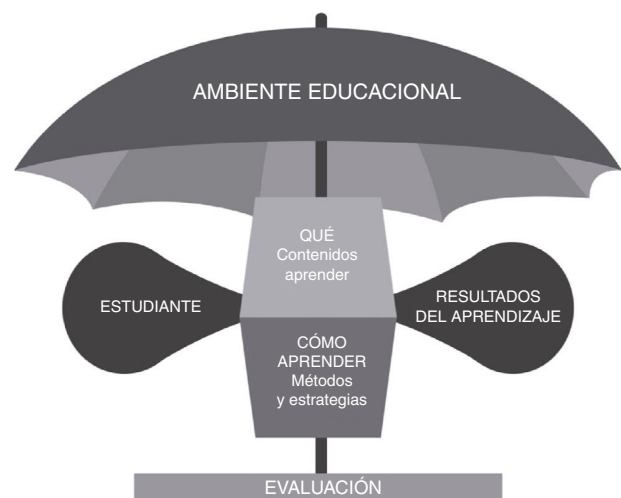 AMBIENTE EDUCACIONAL
QUÉ
Contenidos
aprender
ESTUDIANTE
RESULTADOS
DEL APRENDIZAJE
CÓMO
APRENDER
Métodos
y estrategias
EVALUACIÓN